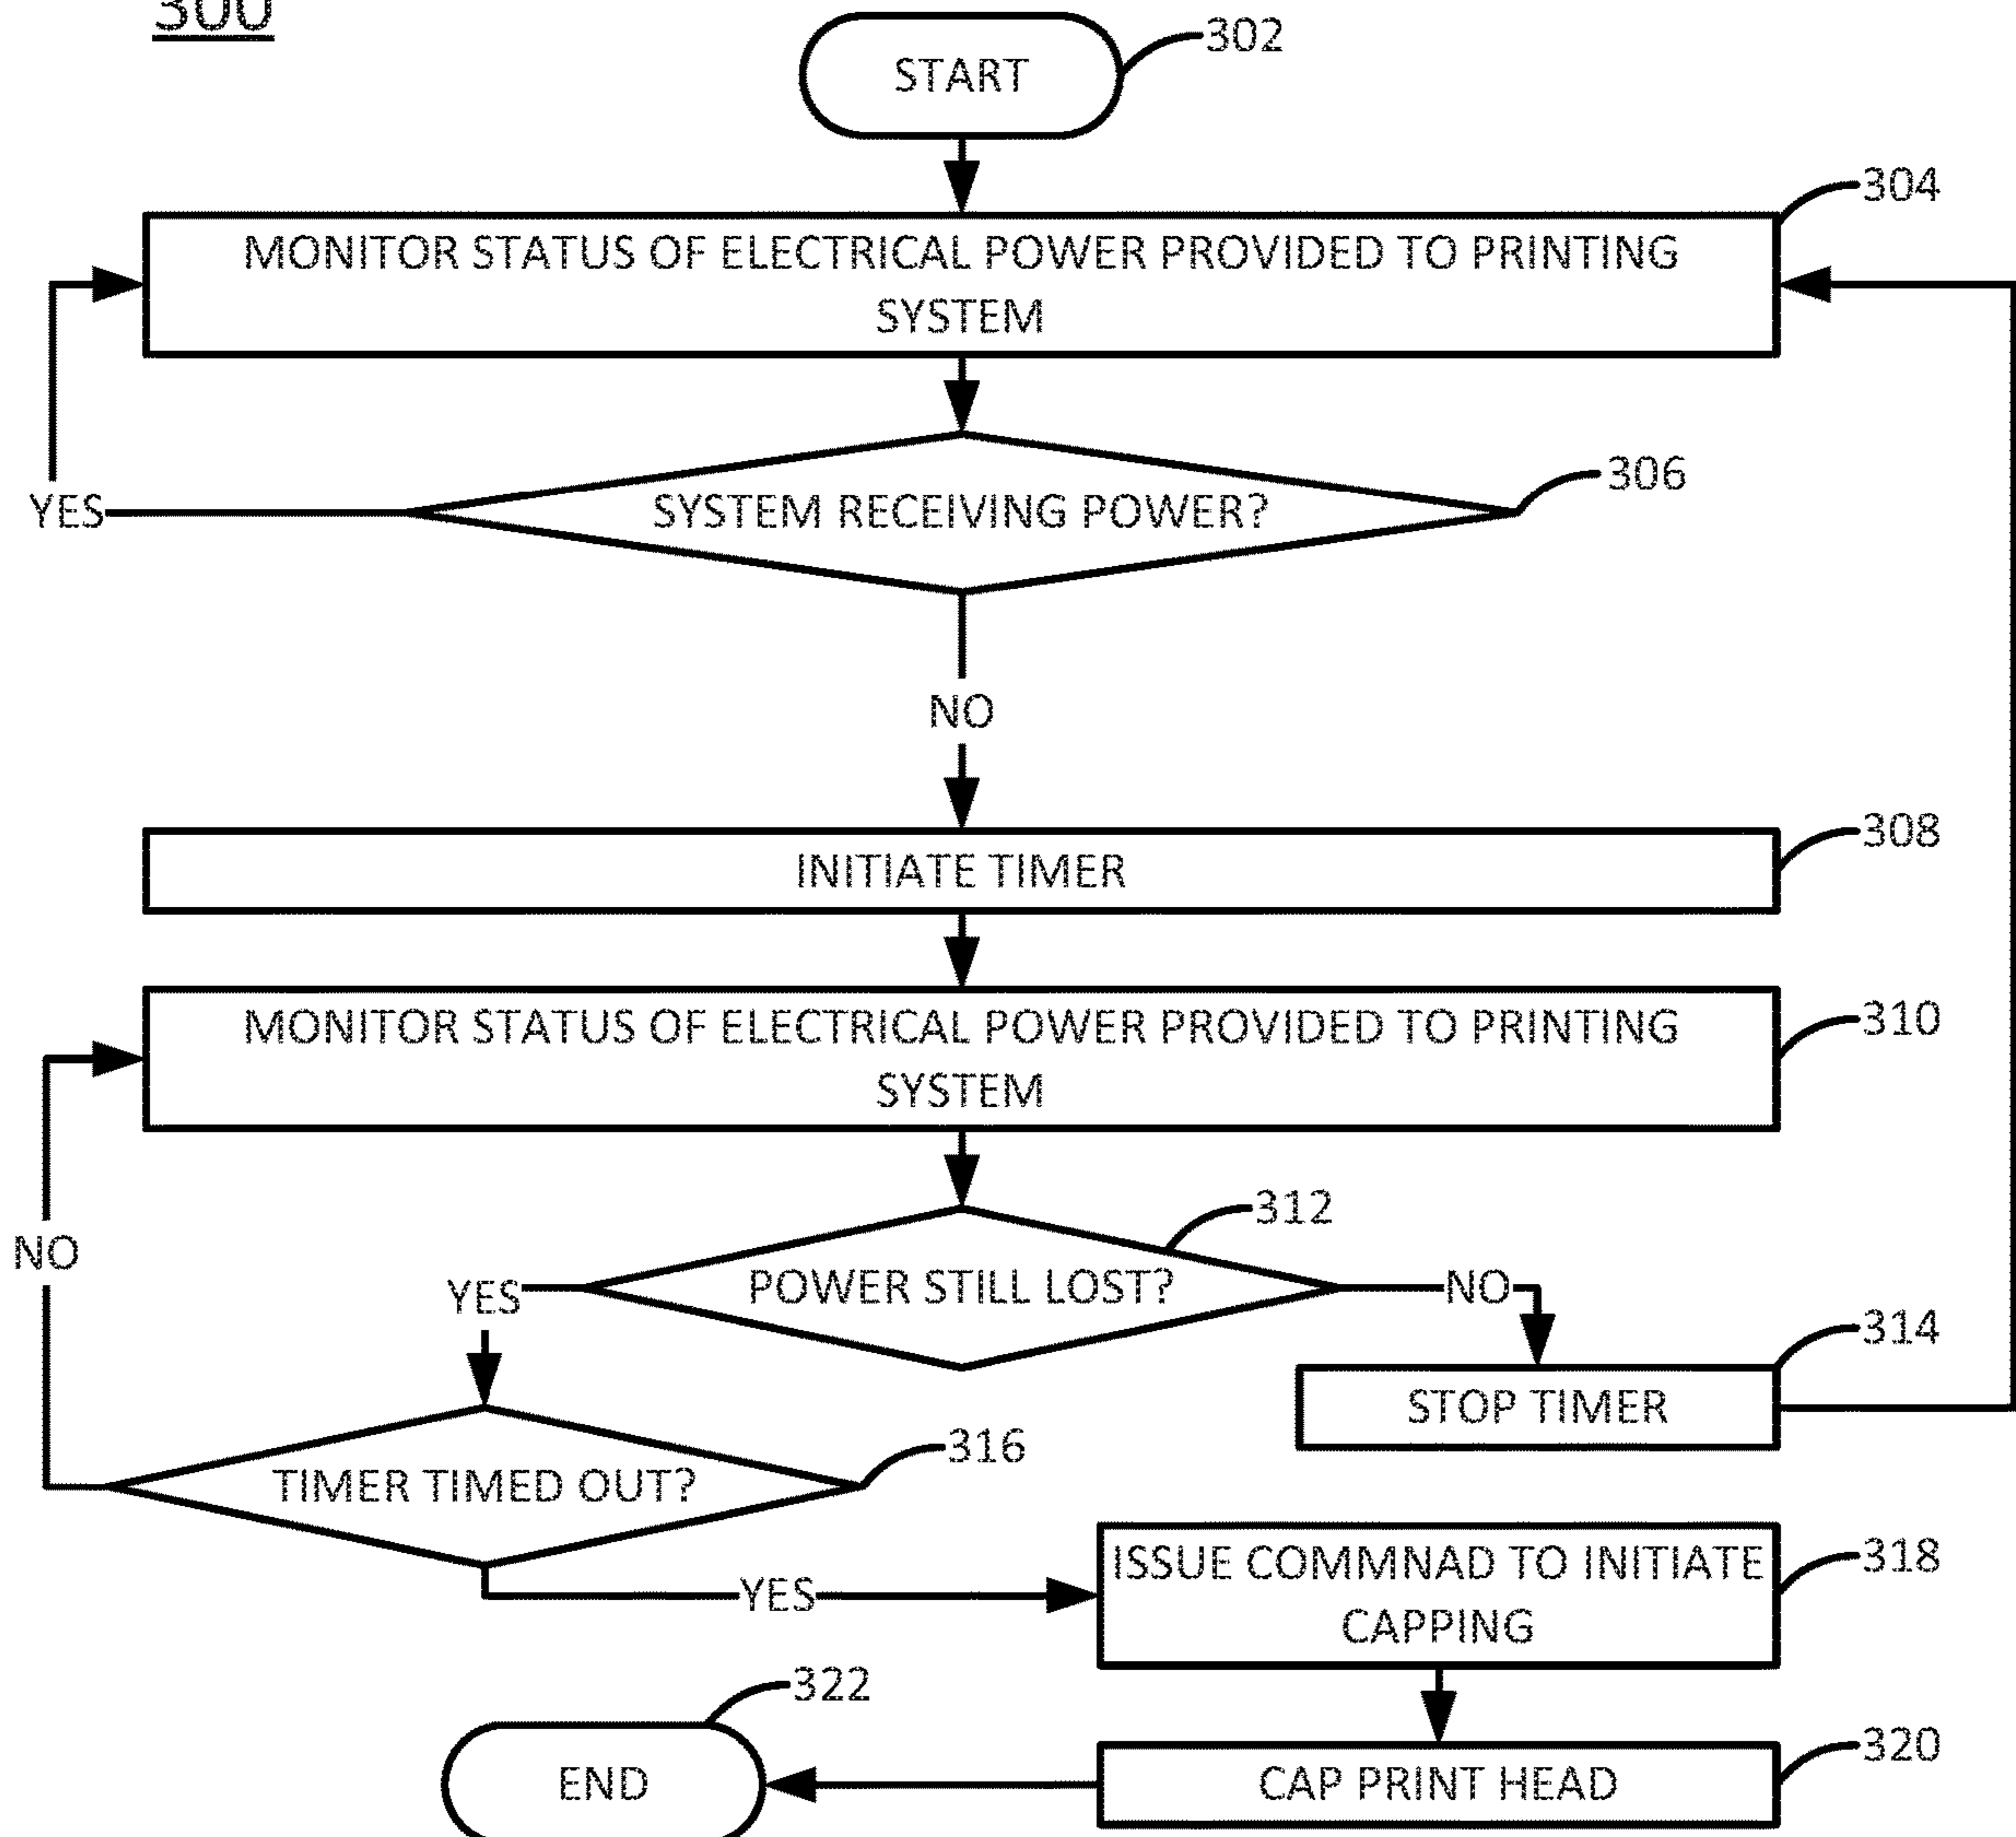 300
START
302
304
MONITOR STATUS OF ELECTRICAL POWER PROVIDED TO PRINTING
SYSTEM
306
SYSTEM RECEIVING POWER?
YES
NO
308
INITIATE TIMER
310
MONITOR STATUS OF ELECTRICAL POWER PROVIDED TO PRINTING
SYSTEM
312
NO
POWER STILL LOST?
YES
NO
314
STOP TIMER
316
TIMER TIMED OUT?
318
ISSUE COMMNAD TO INITIATE
CAPPING
YES
322
END
320
CAP PRINT HEAD